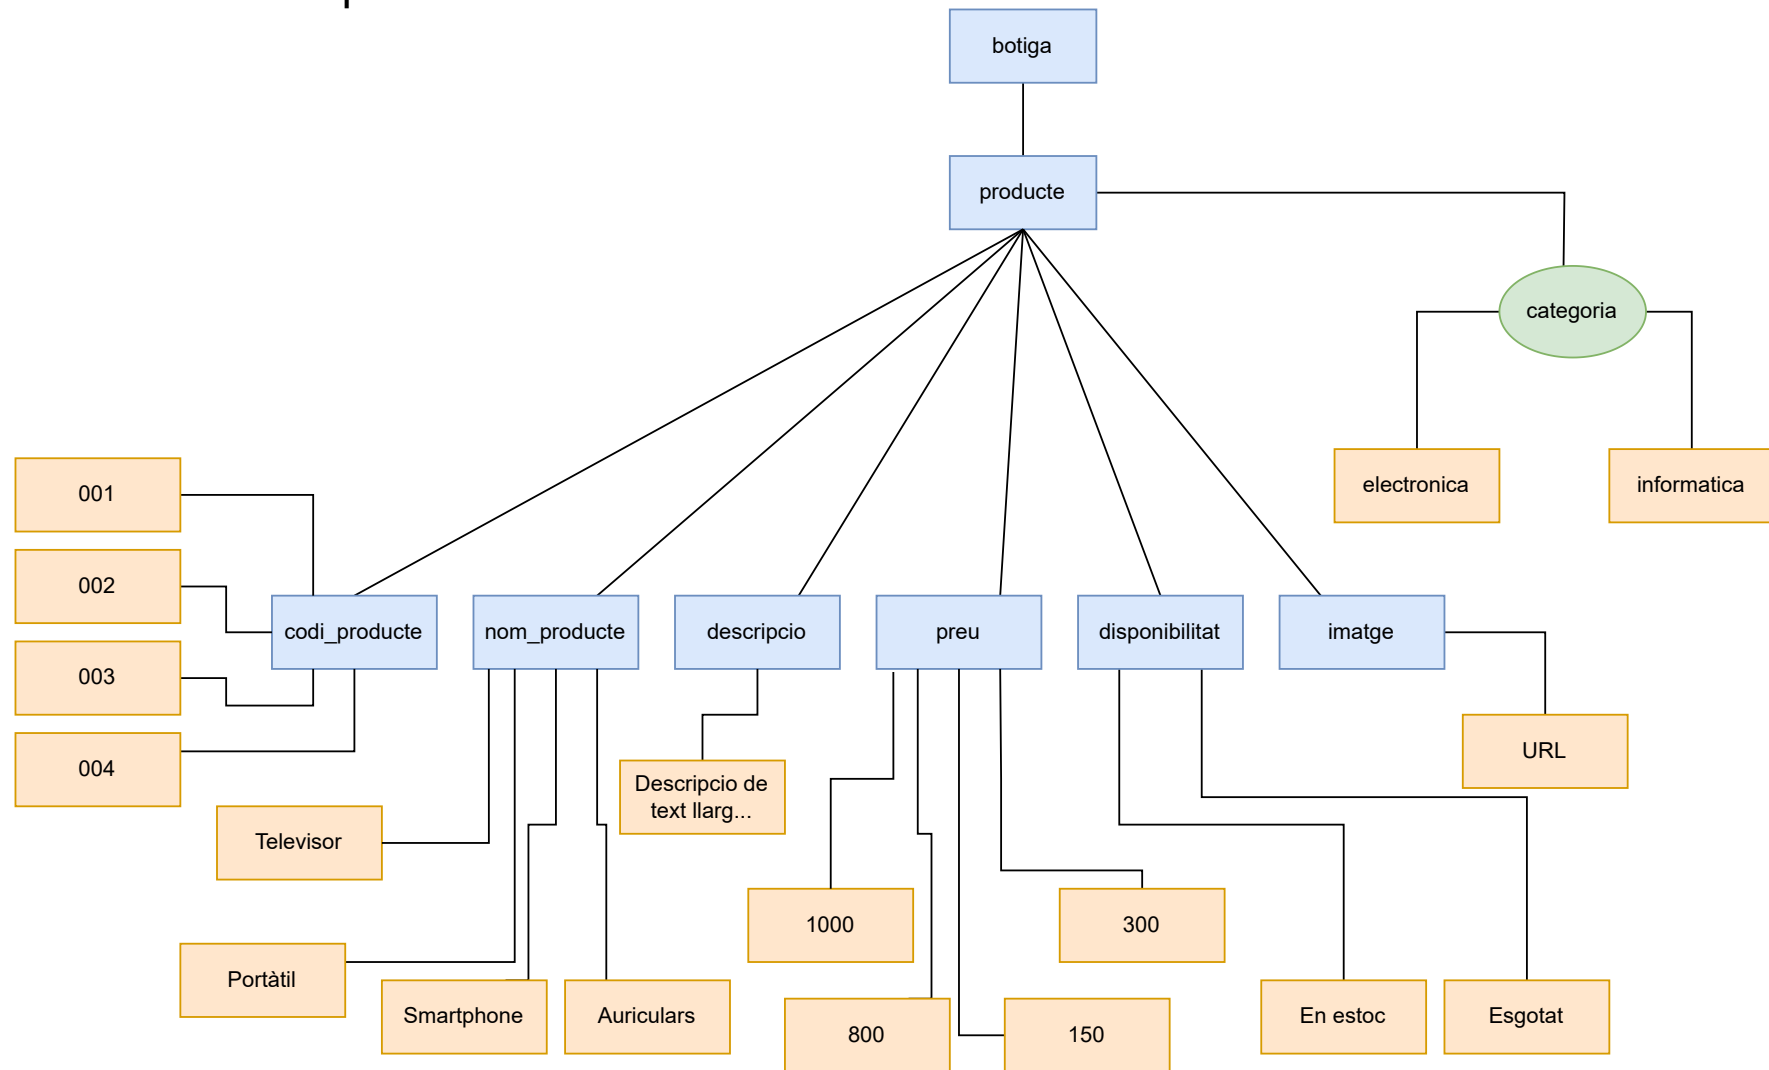 botiga
producte
categoria
electronica
informatica
001
002
003
004
codi_producte
nom_producte
descripcio
preu
disponibilitat
imatge
URL
Descripcio de
text llarg...
Televisor
1000
300
Portàtil
Smartphone
Auriculars
800
150
En estoc
Esgotat